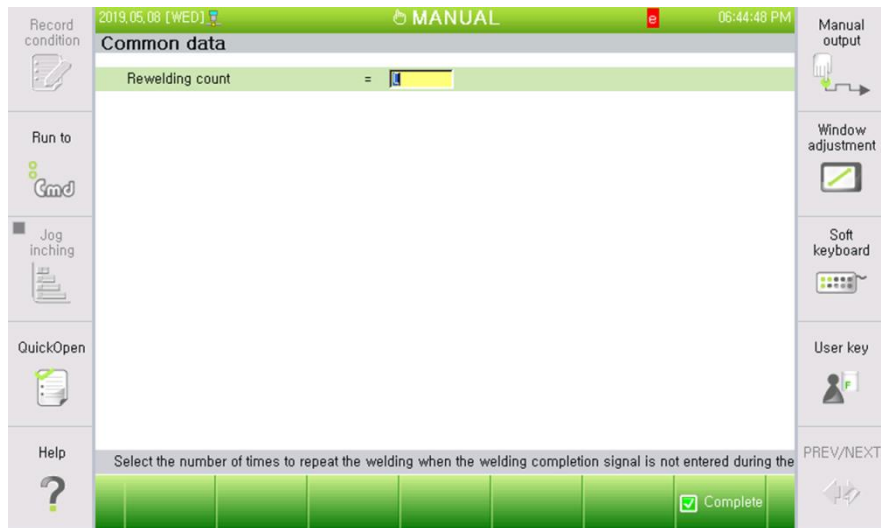 2019,05,08 [WED]
MANUAL
e
06:44:48 PM
Record
condition
Run to
Cmd
Jog
inching
QuickOpen
Help
?
Common data
Rewelding count =
Select the number of times to repeat the welding when the welding completion signal is not entered during the
Complete
Manual
output
Window
adjustment
Soft
keyboard
User key
F
PREV/NEXT